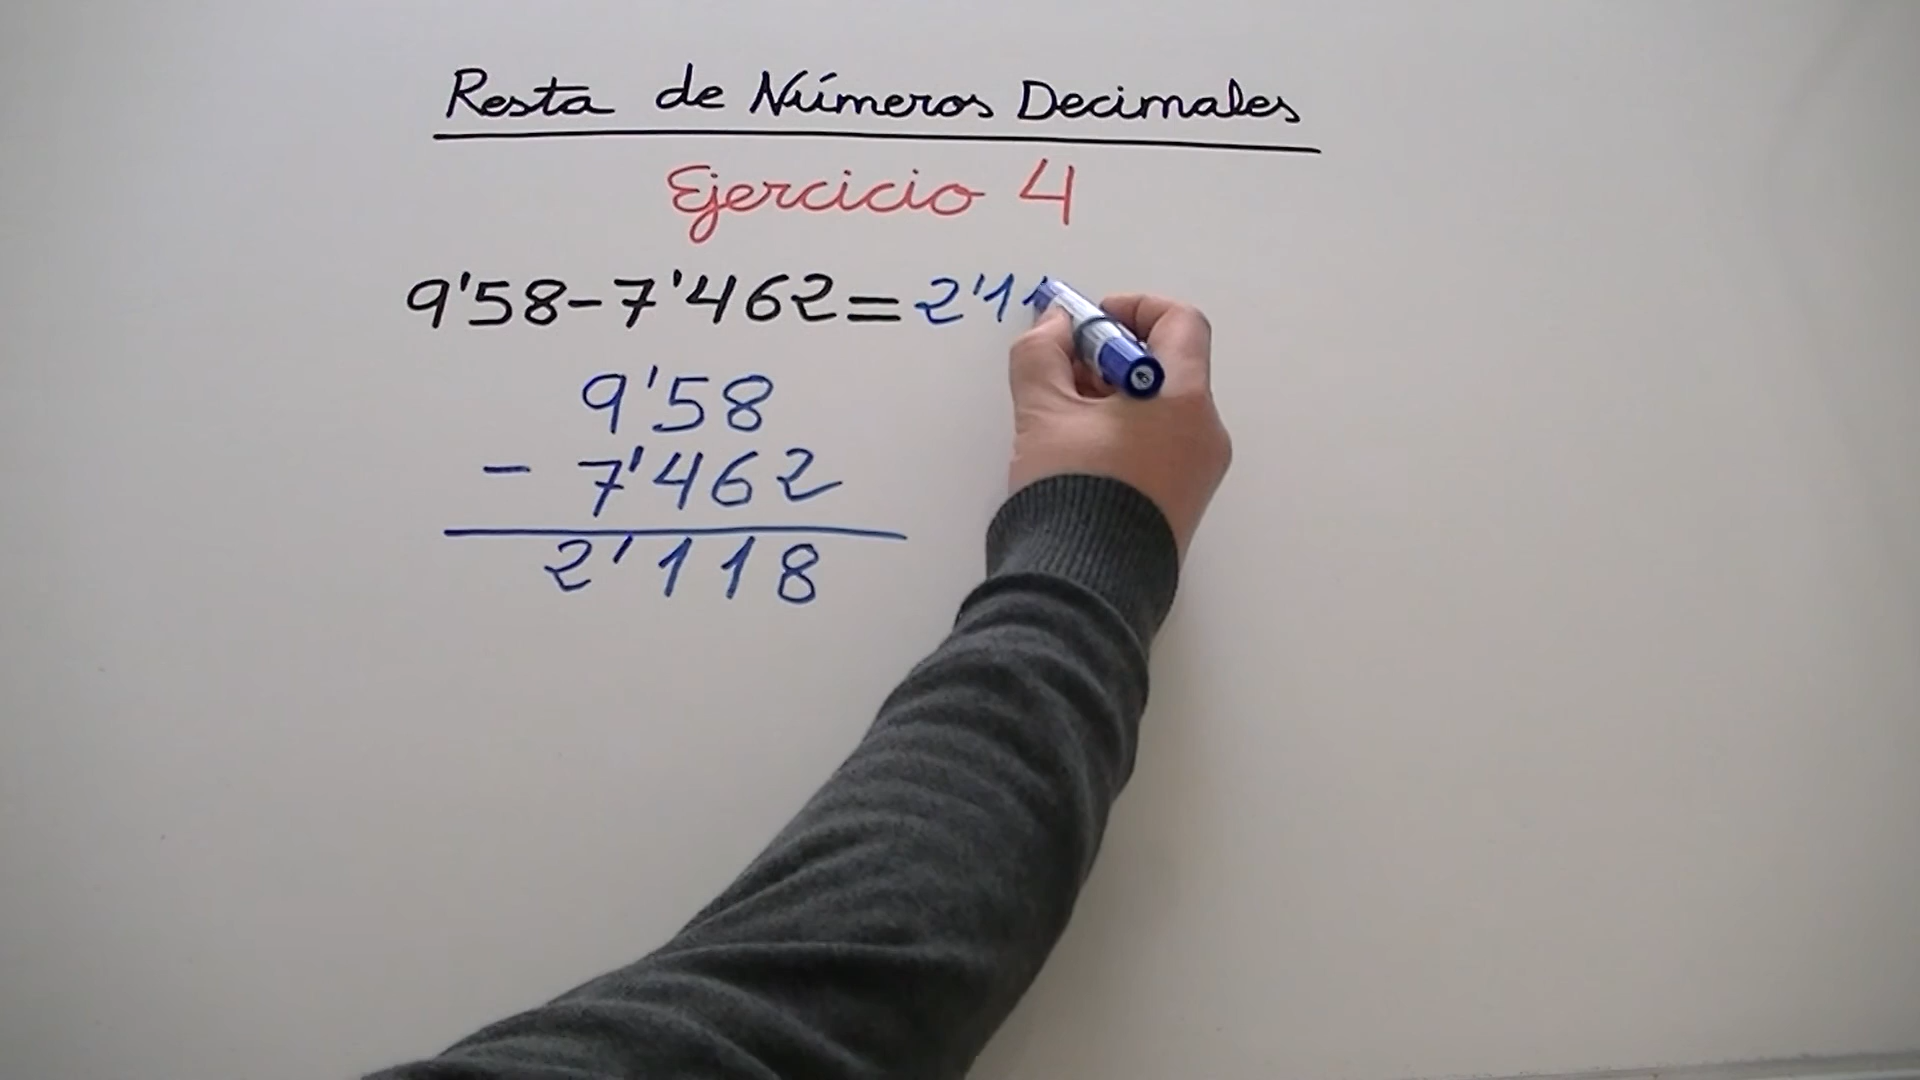 Resta de Números Decimales
Ejercicio 4
9'58-7'462=2'11
9'58
- 7'462
2'118